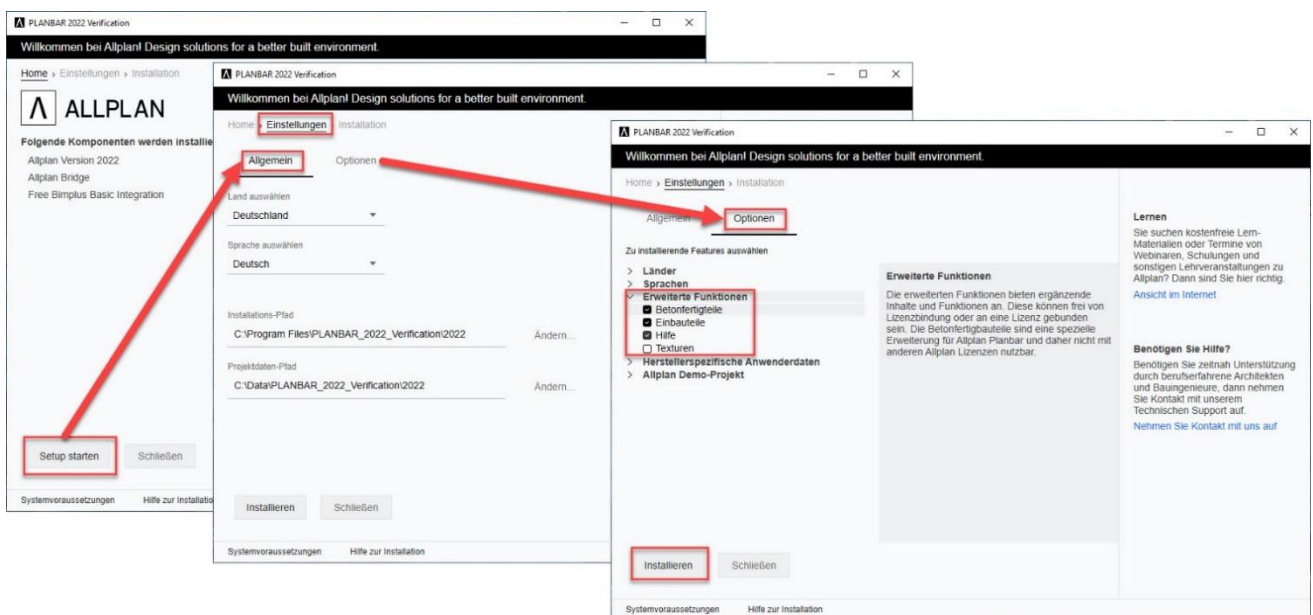 PLANBAR 2022 Verification
Willkommen bei Allplan! Design solutions for a better built environment.
Home › Einstellungen › Installation
ALLPLAN
Folgende Komponenten werden installie
Allplan Version 2022
Allplan Bridge
Free Bimplus Basic Integration
Setup starten
Schließen
Systemvoraussetzungen
Hilfe zur Installatio
PLANBAR 2022 Verification
Willkommen bei Allplan! Design solutions for a better built environment.
Home › Einstellungen › Installation
Allgemein
Optionen
Land auswählen
Deutschland
Sprache auswählen
Deutsch
Installations-Pfad
C:\Program Files\PLANBAR_2022_Verification\2022
Ändern...
Projektdaten-Pfad
C:\Data\PLANBAR_2022_Verification\2022
Ändern...
Installieren
Schließen
Systemvoraussetzungen
Hilfe zur Installation
PLANBAR 2022 Verification
Willkommen bei Allplan! Design solutions for a better built environment.
Home › Einstellungen › Installation
Allgemein
Optionen
Zu installierende Features auswählen
Länder
Sprachen
Erweiterte Funktionen
Betonfertigteile
Einbauteile
Hilfe
Texturen
Herstellerspezifische Anwenderdaten
Allplan Demo-Projekt
Erweiterte Funktionen
Die erweiterten Funktionen bieten ergänzende
Inhalte und Funktionen an. Diese können frei von
Lizenzbindung oder an eine Lizenz gebunden
sein. Die Betonfertigbauteile sind eine spezielle
Erweiterung für Allplan Planbar und daher nicht mit
anderen Allplan Lizenzen nutzbar.
Lernen
Sie suchen kostenfreie Lern-
Materialien oder Termine von
Webinaren, Schulungen und
sonstigen Lehrveranstaltungen zu
Allplan? Dann sind Sie hier richtig.
Ansicht im Internet
Benötigen Sie Hilfe?
Benötigen Sie zeitnah Unterstützung
durch berufserfahrene Architekten
und Bauingenieure, dann nehmen
Sie Kontakt mit unserem
Technischen Support auf.
Nehmen Sie Kontakt mit uns auf
Installieren
Schließen
Systemvoraussetzungen
Hilfe zur Installation